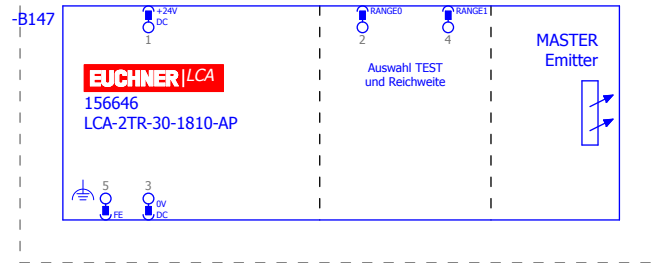 -B147
+24V
DC
1
RANGE0
2
RANGE1
4
MASTER
Emitter
Auswahl TEST
und Reichweite
EUCHNER LCA
156646
LCA-2TR-30-1810-AP
5
FE
3
0V
DC